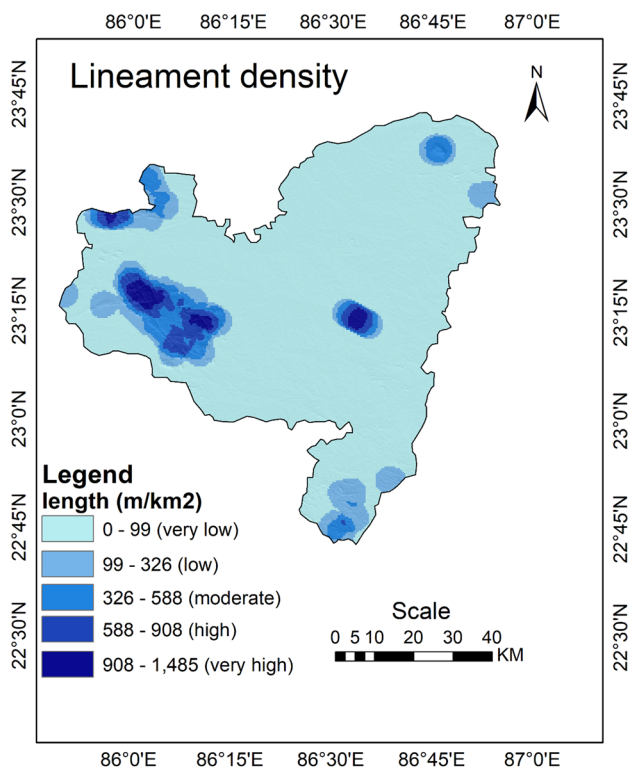 86°0'E 86°15'E 86°30'E 86°45'E 87°0'E
Lineament density
N
23°45'N 23°45'N
23°30'N 23°30'N
23°15'N 23°15'N
23°0'N 23°0'N
22°45'N 22°45'N
22°30'N 22°30'N
Legend
length (m/km2)
0 - 99 (very low)
99 - 326 (low)
326 - 588 (moderate)
588 - 908 (high)
908 - 1,485 (very high)
Scale
0 5 10 20 30 40
KM
86°0'E 86°15'E 86°30'E 86°45'E 87°0'E